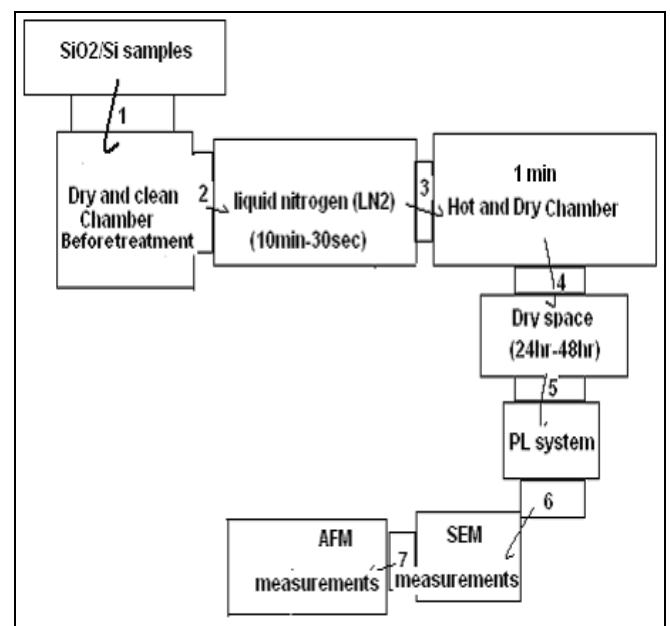 SiO2/Si samples
1
Dry and clean
Chamber
Beforetreatment
2
liquid nitrogen (LN2)
(10min-30sec)
3
1 min
Hot and Dry Chamber
4
Dry space
(24hr-48hr)
5
PL system
6
SEM
measurements
7
AFM
measurements